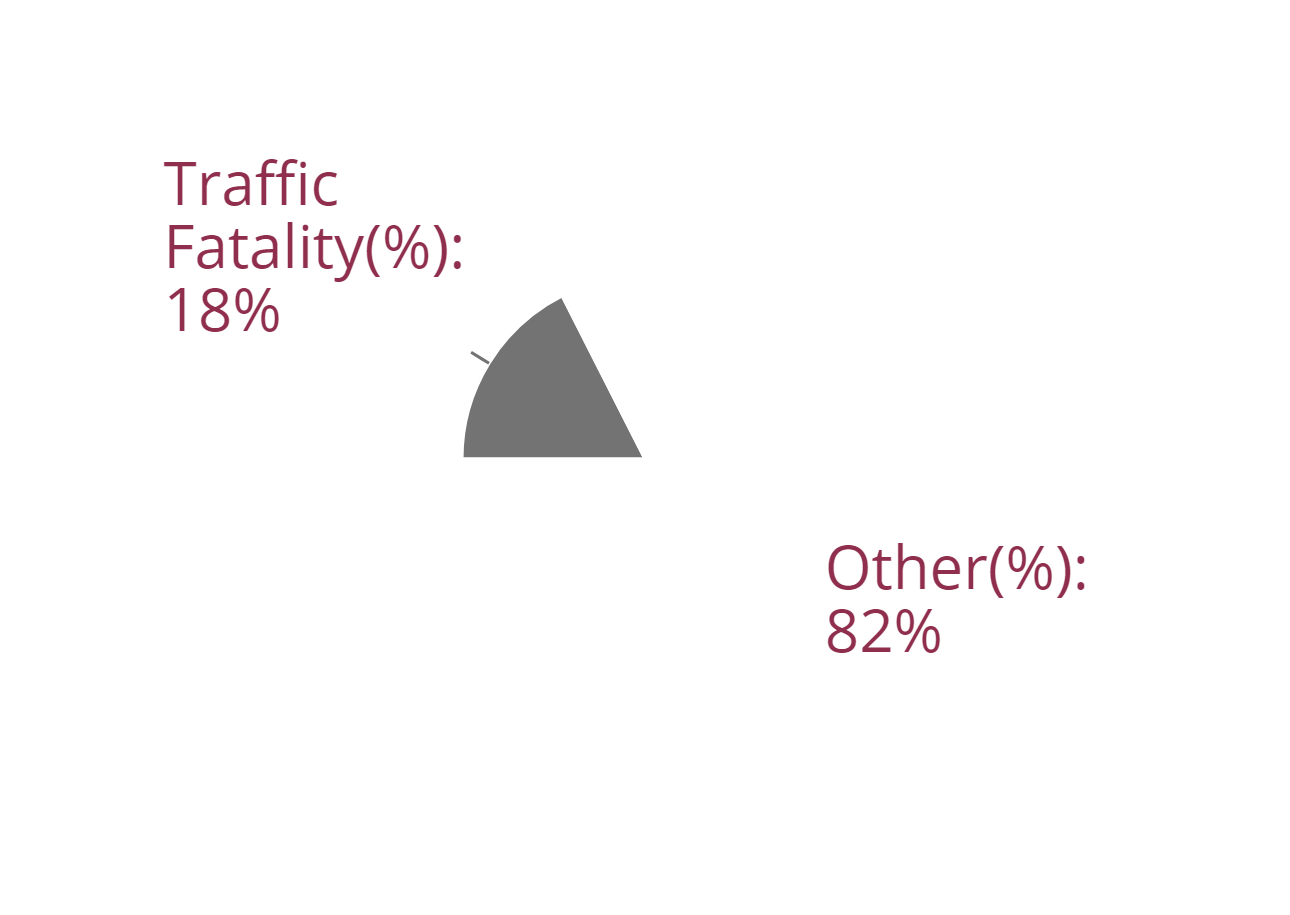 Traffic
Fatality(%):
18%
Other(%):
82%